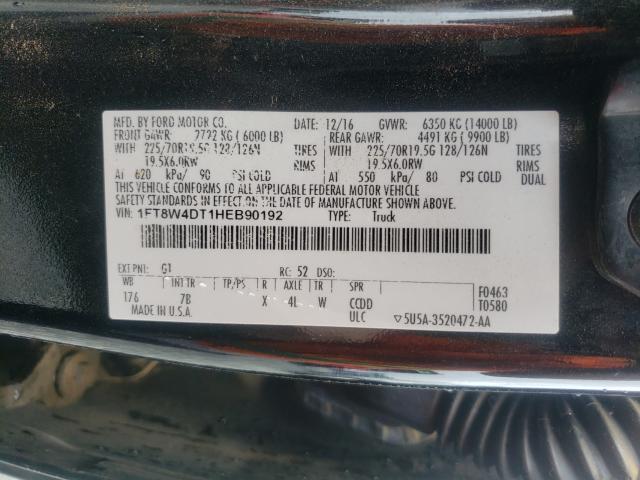 MFD. BY FORD MOTOR CO. DATE: 12/16 GVWR: 6350 KG (14000 LB)
FRONT GAWR: 2722 KG (6000 LB) REAR GAWR: 4491 KG (9900 LB)
WITH 225/70R19.5G 128/126N TIRES WITH 225/70R19.5G 128/126N TIRES
19.5X6.0RW RIMS 19.5X6.0RW RIMS
AT 620 kPa/ 90 PSI COLD AT 550 kPa/ 80 PSI COLD DUAL
THIS VEHICLE CONFORMS TO ALL APPLICABLE FEDERAL MOTOR VEHICLE
SAFETY STANDARDS IN EFFECT ON THE DATE OF MANUFACTURE SHOWN ABOVE.
VIN: 1FT8W4DT1HEB90192 TYPE: Truck
EXT PNT: G1 RC: 52 DSO:
WB INT TR TP/PS R AXLE TR SPR F0463
176 7B X 4L W CCDD T0580
MADE IN U.S.A. ULC ▽5U5A-3520472-AA